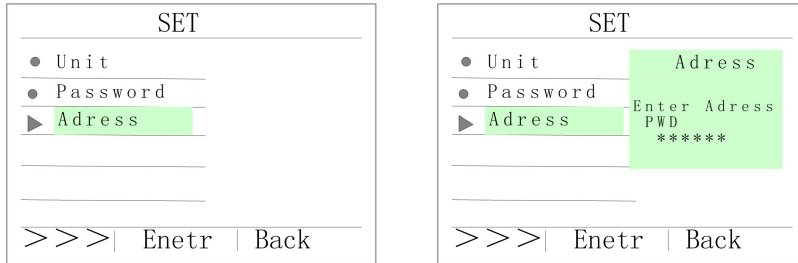 SET
Unit
Password
Adress
>>> Enetr Back
SET
Unit
Password
Adress
Adress
Enter Adress
PWD
******
>>> Enetr Back